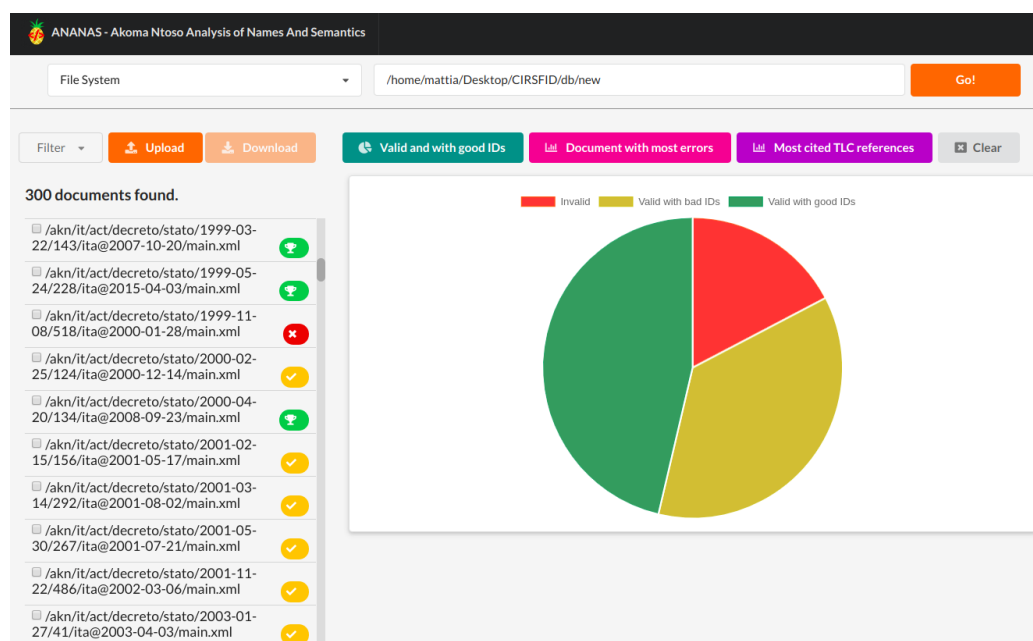 ANANAS - Akoma Ntoso Analysis of Names And Semantics
File System
/home/mattia/Desktop/CIRSFID/db/new
Go!
Filter
Upload
Download
Valid and with good IDs
Document with most errors
Most cited TLC references
Clear
300 documents found.
/akn/it/act/decreto/stato/1999-03-
22/143/ita@2007-10-20/main.xml
/akn/it/act/decreto/stato/1999-05-
24/228/ita@2015-04-03/main.xml
/akn/it/act/decreto/stato/1999-11-
08/518/ita@2000-01-28/main.xml
/akn/it/act/decreto/stato/2000-02-
25/124/ita@2000-12-14/main.xml
/akn/it/act/decreto/stato/2000-04-
20/134/ita@2008-09-23/main.xml
/akn/it/act/decreto/stato/2001-02-
15/156/ita@2001-05-17/main.xml
/akn/it/act/decreto/stato/2001-03-
14/292/ita@2001-08-02/main.xml
/akn/it/act/decreto/stato/2001-05-
30/267/ita@2001-07-21/main.xml
/akn/it/act/decreto/stato/2001-11-
22/486/ita@2002-03-06/main.xml
/akn/it/act/decreto/stato/2003-01-
27/41/ita@2003-04-03/main.xml
Invalid
Valid with bad IDs
Valid with good IDs